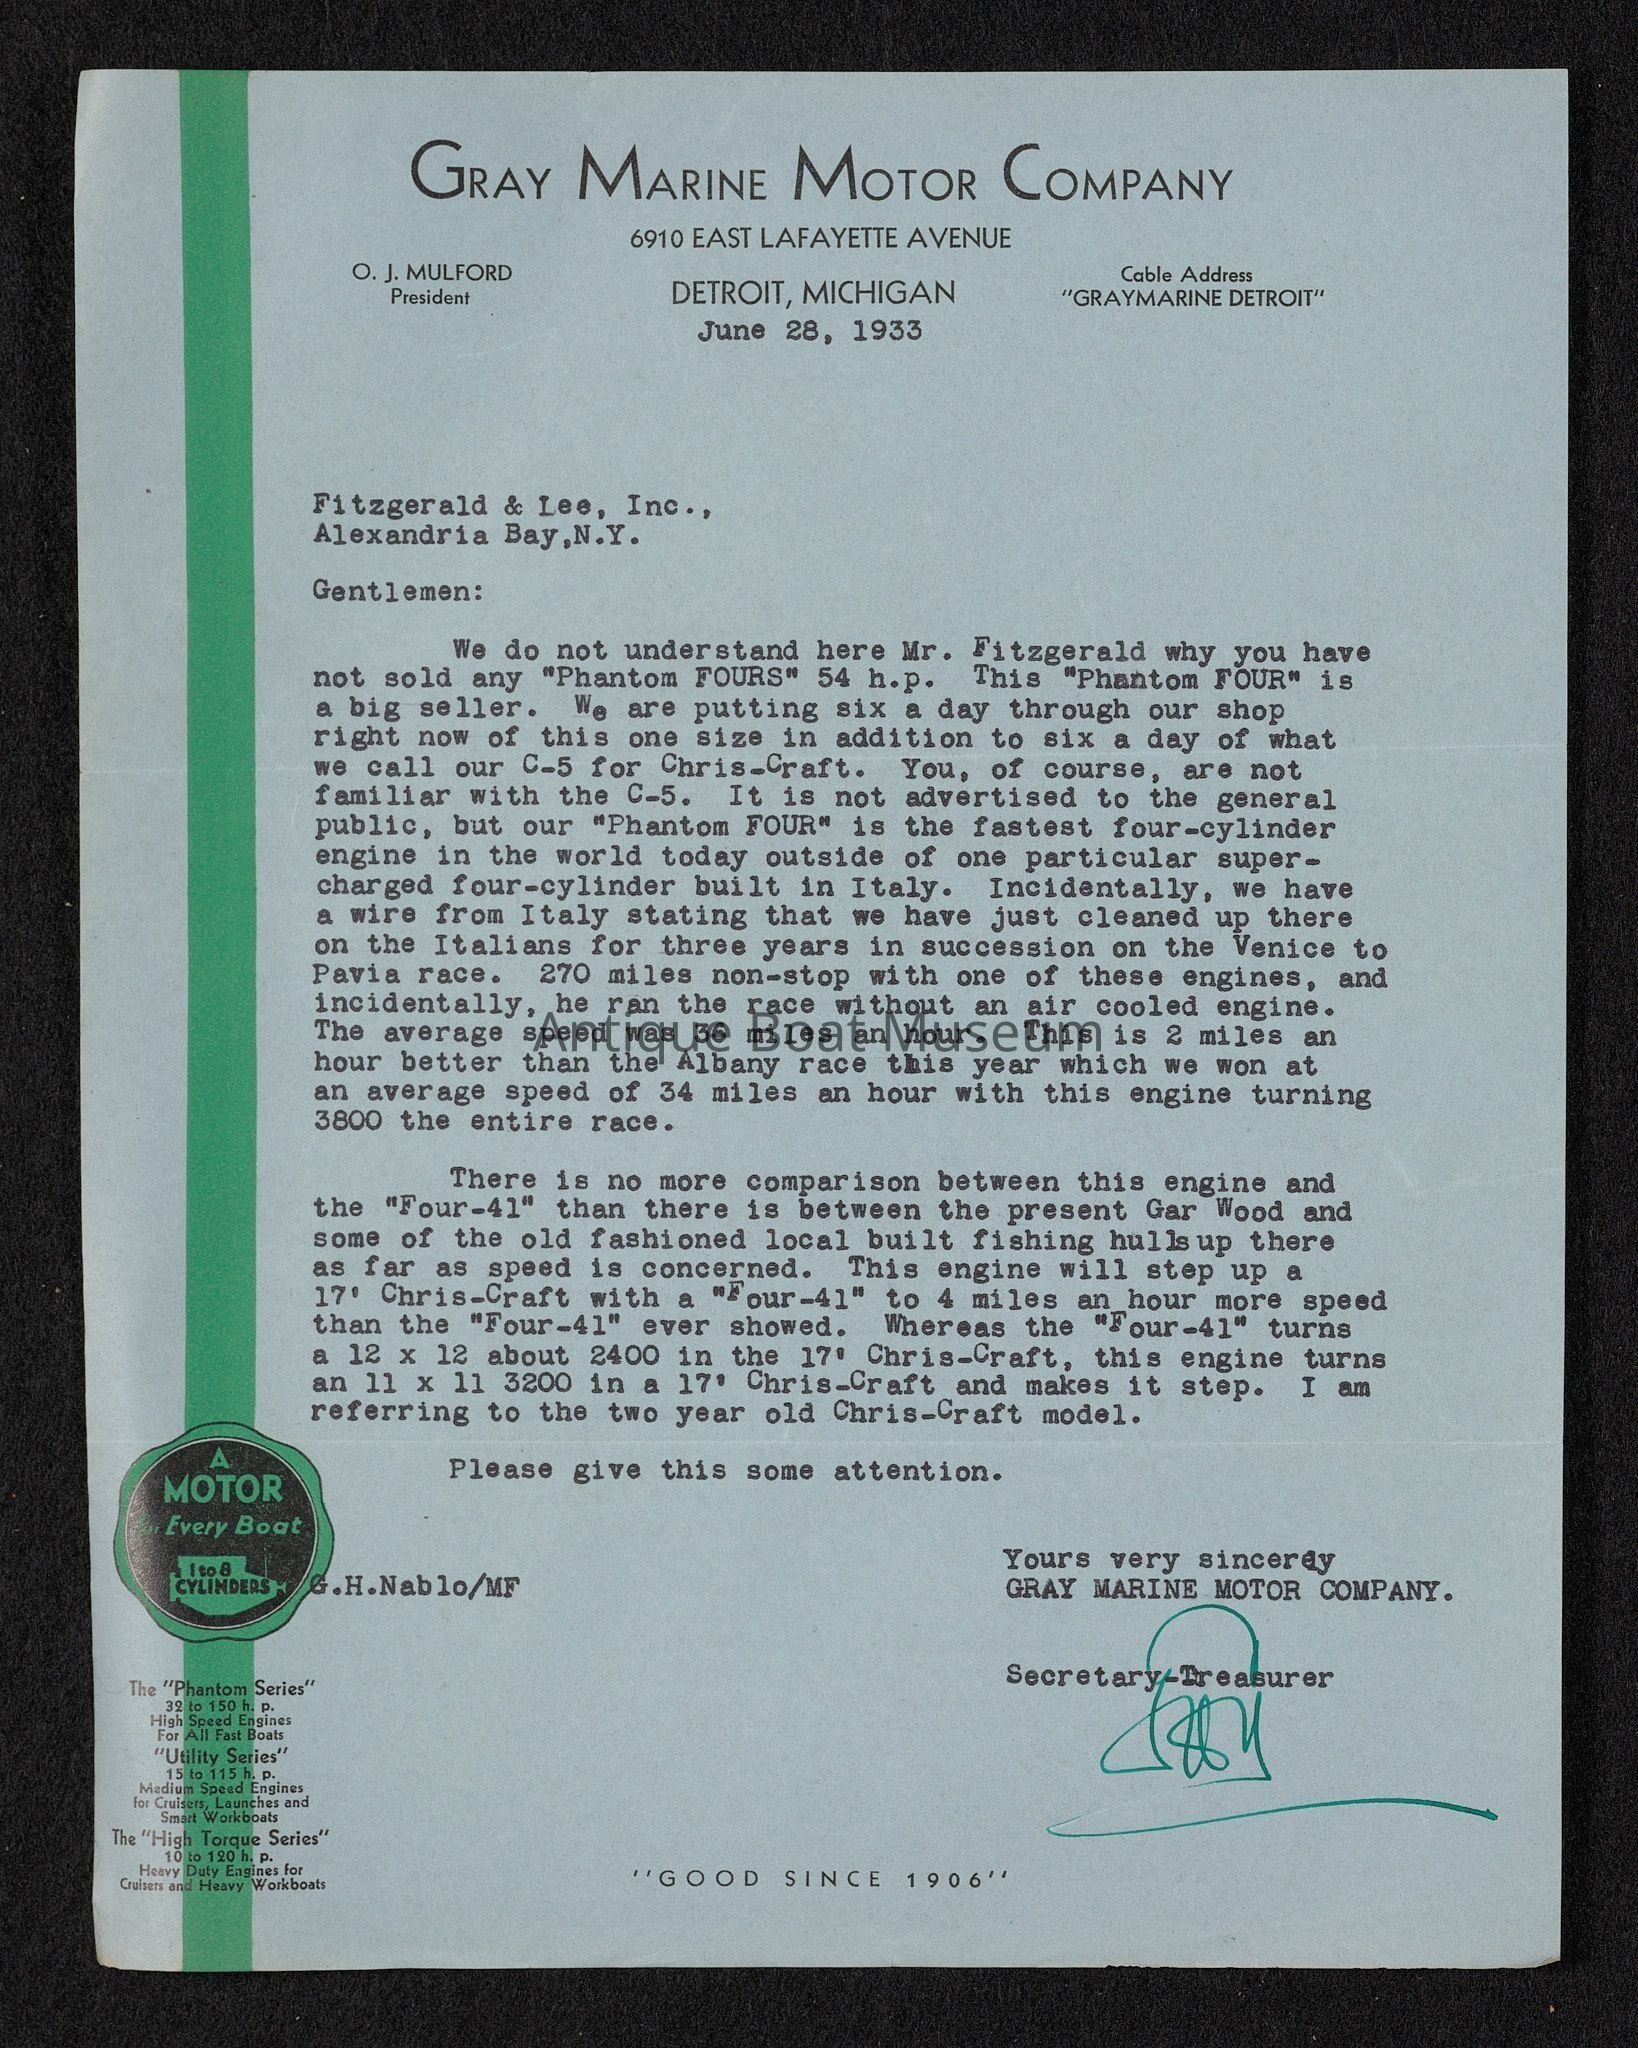 GRAY MARINE MOTOR COMPANY
6910 EAST LAFAYETTE AVENUE
O. J. MULFORD
President
DETROIT, MICHIGAN
Cable Address
"GRAYMARINE DETROIT"
June 28, 1933
Fitzgerald & Lee, Inc.,
Alexandria Bay,N.Y.
Gentlemen:
We do not understand here Mr. Fitzgerald why you have
not sold any "Phantom FOURS" 54 h.p. This "Phantom FOUR" is
a big seller. We are putting six a day through our shop
right now of this one size in addition to six a day of what
we call our C-5 for Chris-Craft. You, of course, are not
familiar with the C-5. It is not advertised to the general
public, but our "Phantom FOUR" is the fastest four-cylinder
engine in the world today outside of one particular super-
charged four-cylinder built in Italy. Incidentally, we have
a wire from Italy stating that we have just cleaned up there
on the Italians for three years in succession on the Venice to
Pavia race. 270 miles non-stop with one of these engines, and
incidentally, he ran the race without an air cooled engine.
The average speed was 36 miles an hour. This is 2 miles an
Antique Boat Museum
hour better than the Albany race this year which we won at
an average speed of 34 miles an hour with this engine turning
3800 the entire race.
There is no more comparison between this engine and
the "Four-41" than there is between the present Gar Wood and
some of the old fashioned local built fishing hulls up there
as far as speed is concerned. This engine will step up a
17' Chris-Craft with a "Four-41" to 4 miles an hour more speed
than the "Four-41" ever showed. Whereas the "Four-41" turns
a 12 x 12 about 2400 in the 17' Chris-Craft, this engine turns
an 11 x 11 3200 in a 17' Chris-Craft and makes it step. I am
referring to the two year old Chris-Craft model.
Please give this some attention.
A
MOTOR
for Every Boat
1 to 8
CYLINDERS
Yours very sincerey
G.H.Nablo/MF
GRAY MARINE MOTOR COMPANY.
Secretary-Treasurer
The "Phantom Series"
32 to 150 h. p.
High Speed Engines
For All Fast Boats
"Utility Series"
15 to 115 h. p.
Medium Speed Engines
for Cruisers, Launches and
Smart Workboats
The "High Torque Series"
10 to 120 h. p.
Heavy Duty Engines for
Cruisers and Heavy Workboats
"GOOD SINCE 1906"